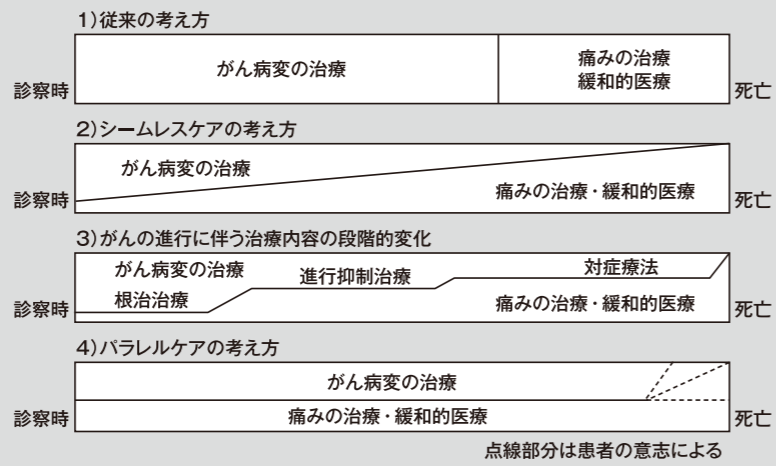 1)従来の考え方
がん病変の治療
痛みの治療
緩和的医療
診察時
死亡
2)シームレスケアの考え方
がん病変の治療
痛みの治療・緩和的医療
診察時
死亡
3)がんの進行に伴う治療内容の段階的変化
がん病変の治療
進行抑制治療
対症療法
根治治療
痛みの治療・緩和的医療
診察時
死亡
4)パラレルケアの考え方
がん病変の治療
痛みの治療・緩和的医療
診察時
死亡
点線部分は患者の意志による